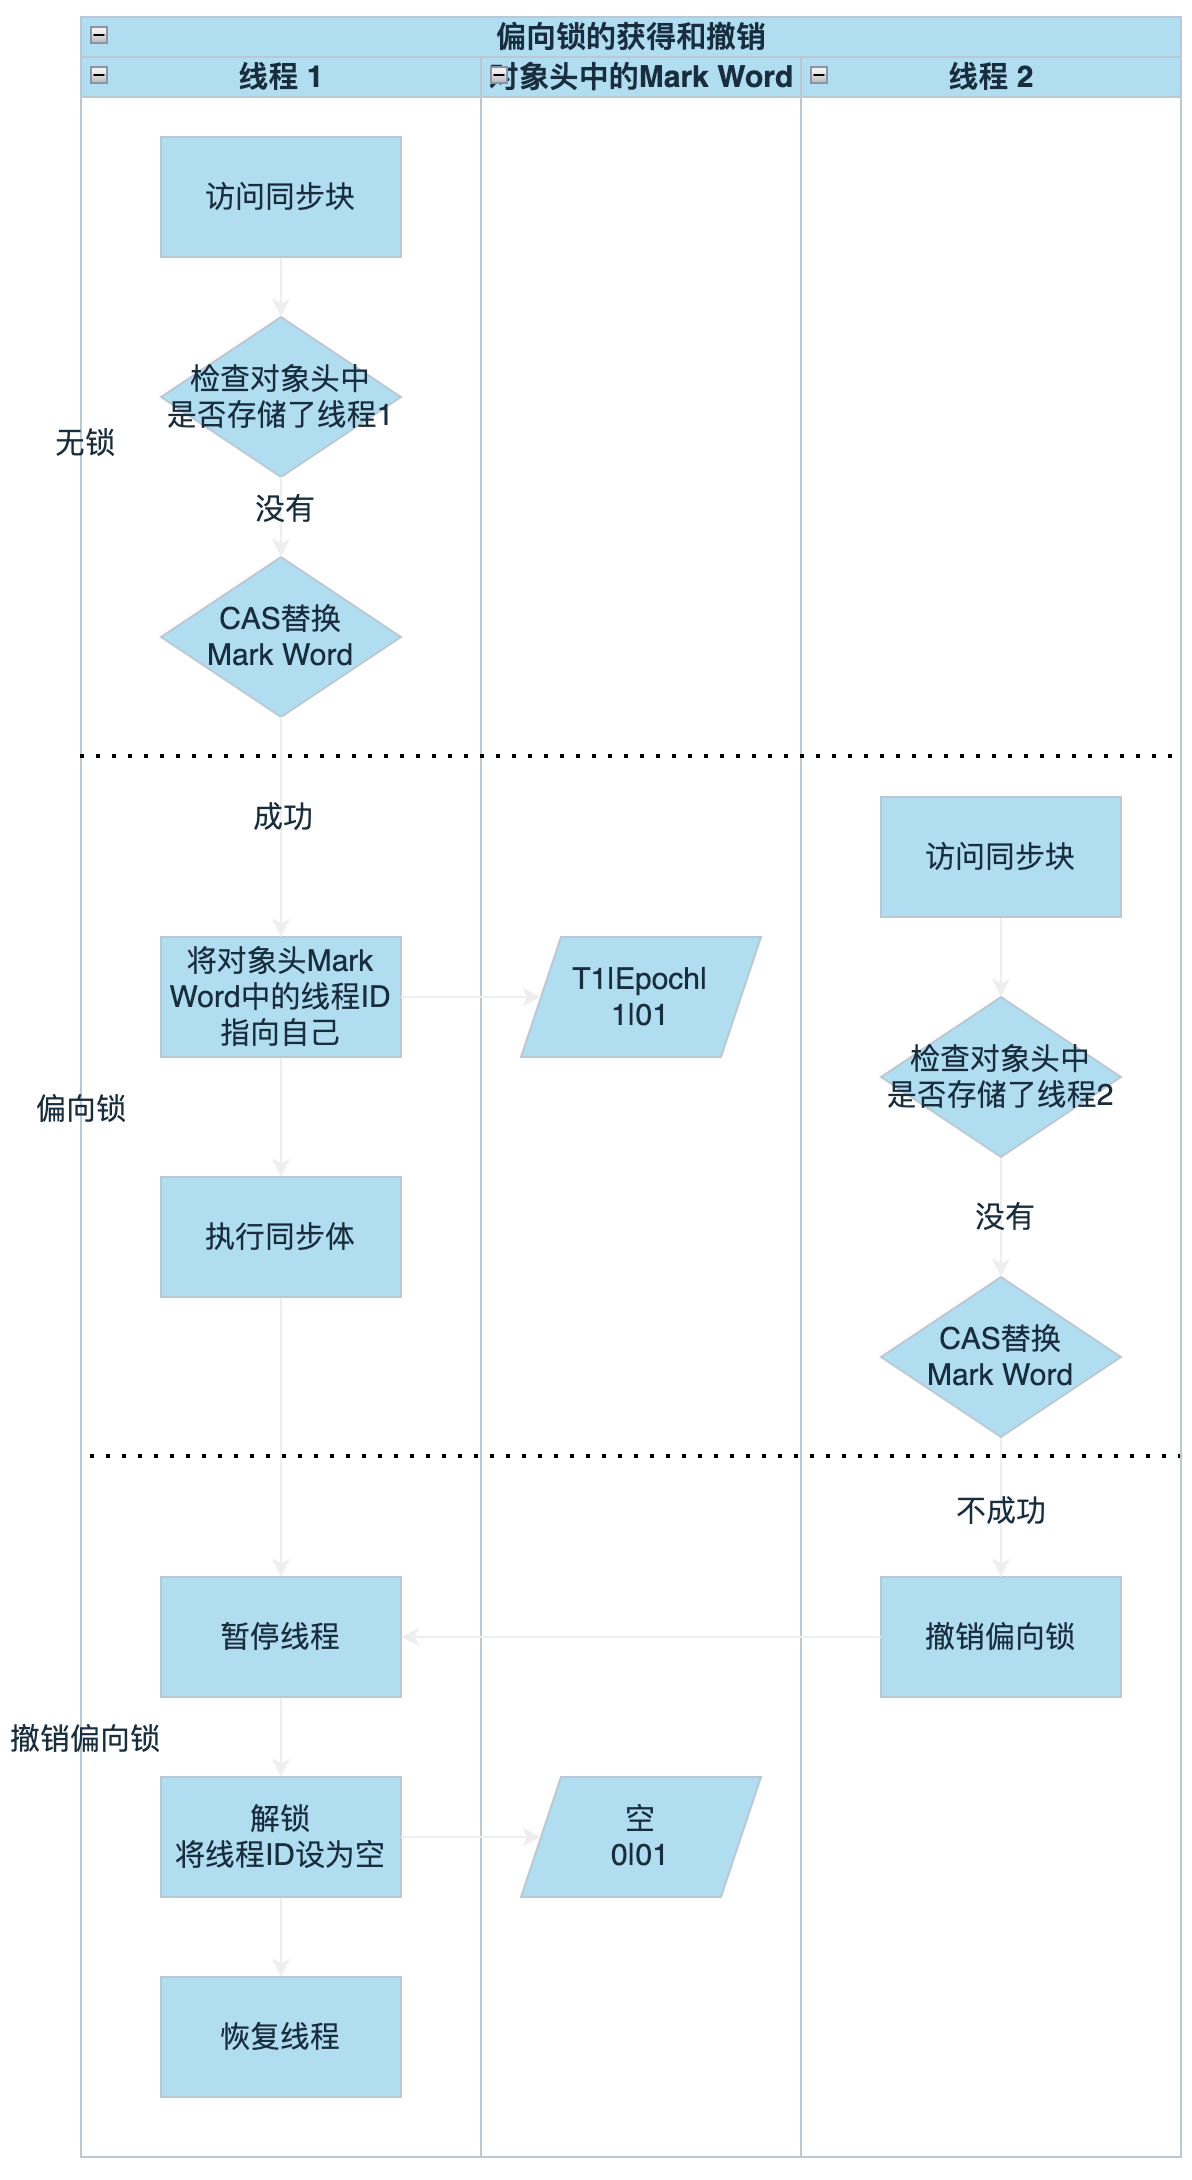 偏向锁的获得和撤销
线程 1
对象头中的Mark Word
线程 2
访问同步块
检查对象头中
是否存储了线程1
无锁
没有
CAS替换
Mark Word
成功
访问同步块
将对象头Mark
Word中的线程ID
指向自己
T1|Epoch|
1|01
检查对象头中
是否存储了线程2
偏向锁
没有
执行同步体
CAS替换
Mark Word
不成功
暂停线程
撤销偏向锁
撤销偏向锁
解锁
将线程ID设为空
空
0|01
恢复线程